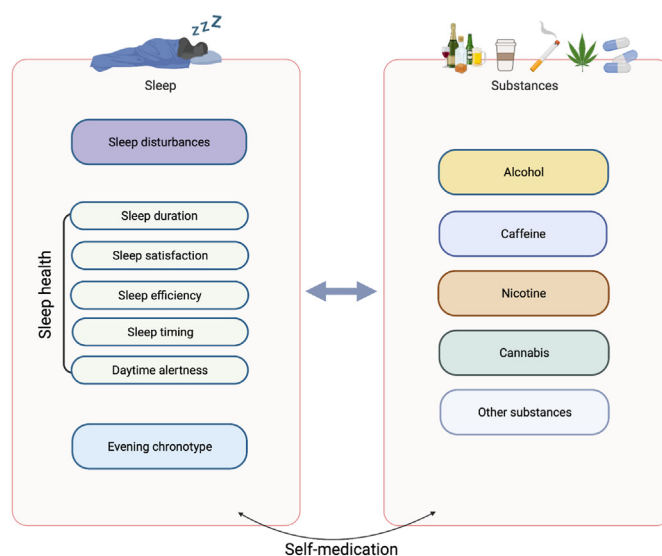 zzZ
Sleep
Substances
Sleep disturbances
Sleep health
Sleep duration
Sleep satisfaction
Sleep efficiency
Sleep timing
Daytime alertness
Evening chronotype
Alcohol
Caffeine
Nicotine
Cannabis
Other substances
Self-medication